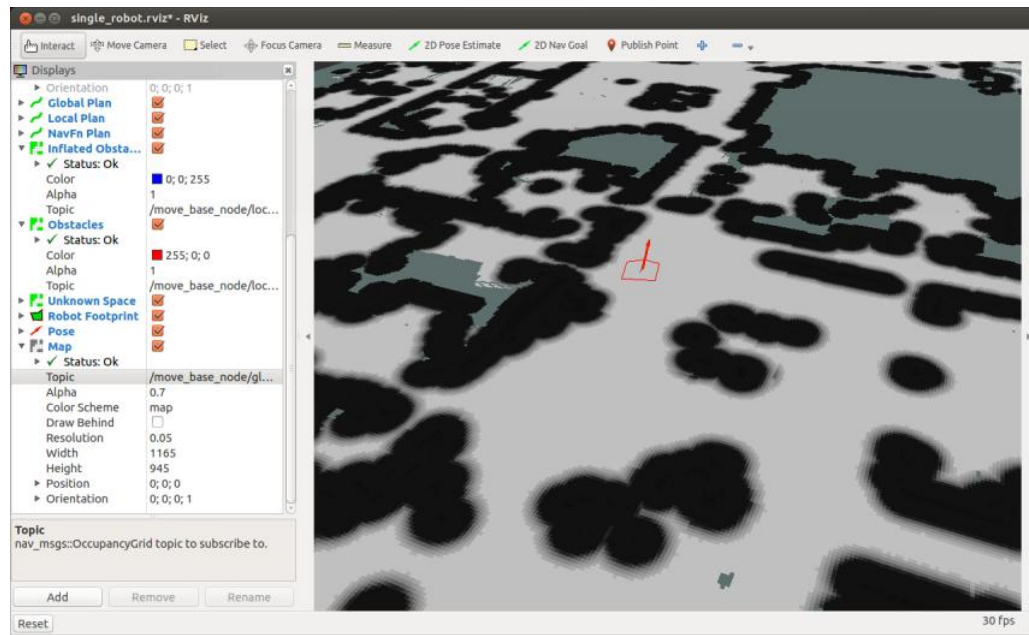 single_robot.rviz* - RViz
Interact Move Camera Select Focus Camera Measure 2D Pose Estimate 2D Nav Goal Publish Point
Displays
Orientation 0; 0; 0; 1
Global Plan
Local Plan
NavFn Plan
Inflated Obsta...
Status: Ok
Color 0; 0; 255
Alpha 1
Topic /move_base_node/loc...
Obstacles
Status: Ok
Color 255; 0; 0
Alpha 1
Topic /move_base_node/loc...
Unknown Space
Robot Footprint
Pose
Map
Status: Ok
Topic /move_base_node/gl...
Alpha 0.7
Color Scheme map
Draw Behind
Resolution 0.05
Width 1165
Height 945
Position 0; 0; 0
Orientation 0; 0; 0; 1
Topic
nav_msgs::OccupancyGrid topic to subscribe to.
Add Remove Rename
Reset 30 fps